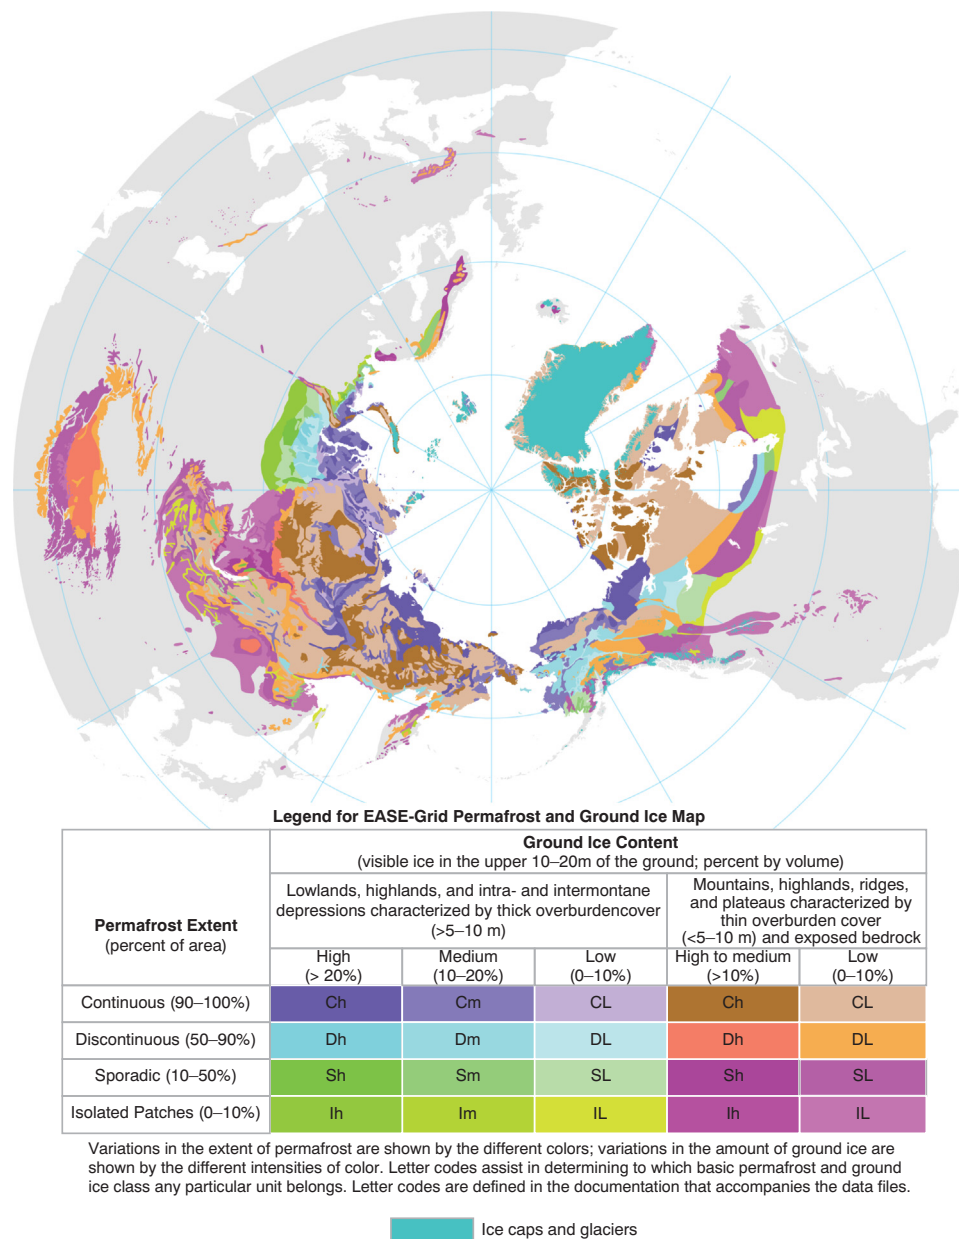 Legend for EASE-Grid Permafrost and Ground Ice Map
Ground Ice Content
(visible ice in the upper 10–20m of the ground; percent by volume)
Permafrost Extent
(percent of area)
Lowlands, highlands, and intra- and intermontane
depressions characterized by thick overburdencover
(>5–10 m)
Mountains, highlands, ridges,
and plateaus characterized by
thin overburden cover
(<5–10 m) and exposed bedrock
High
(> 20%)
Medium
(10–20%)
Low
(0–10%)
High to medium
(>10%)
Low
(0–10%)
Continuous (90–100%) Ch Cm CL Ch CL
Discontinuous (50–90%) Dh Dm DL Dh DL
Sporadic (10–50%) Sh Sm SL Sh SL
Isolated Patches (0–10%) Ih Im IL Ih IL
Variations in the extent of permafrost are shown by the different colors; variations in the amount of ground ice are
shown by the different intensities of color. Letter codes assist in determining to which basic permafrost and ground
ice class any particular unit belongs. Letter codes are defined in the documentation that accompanies the data files.
Ice caps and glaciers